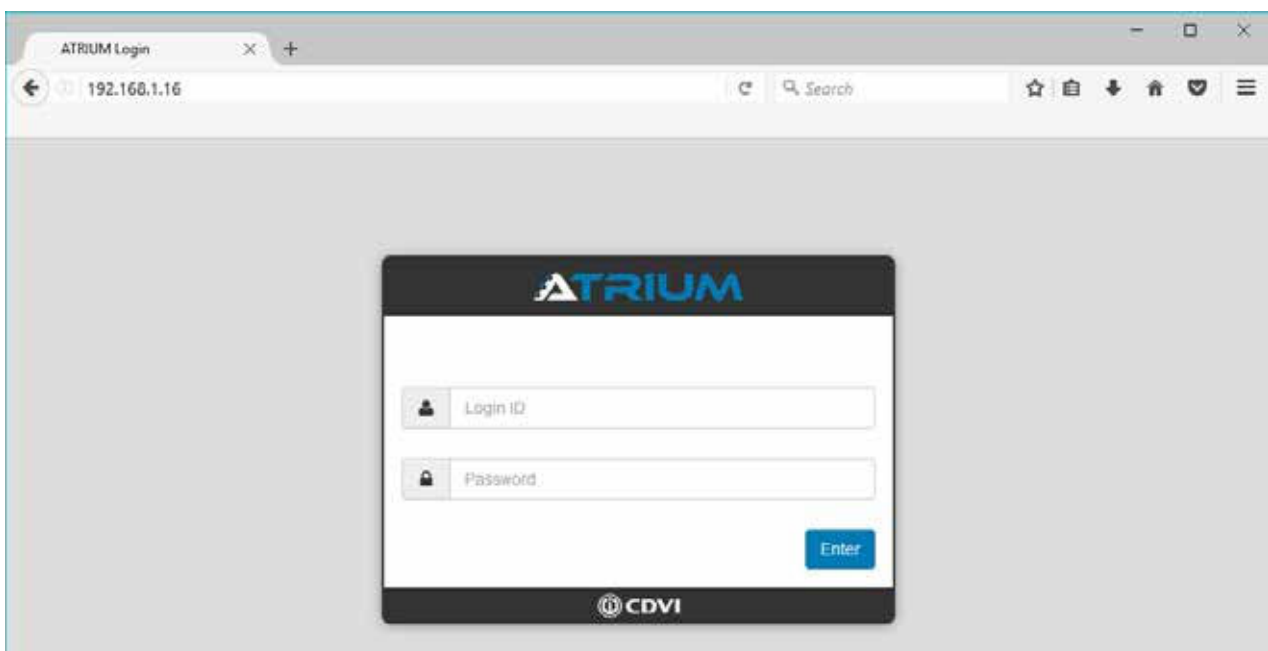 ATRIUM Login
192.168.1.16
Search
ATRIUM
Login ID
Password
Enter
CDVI